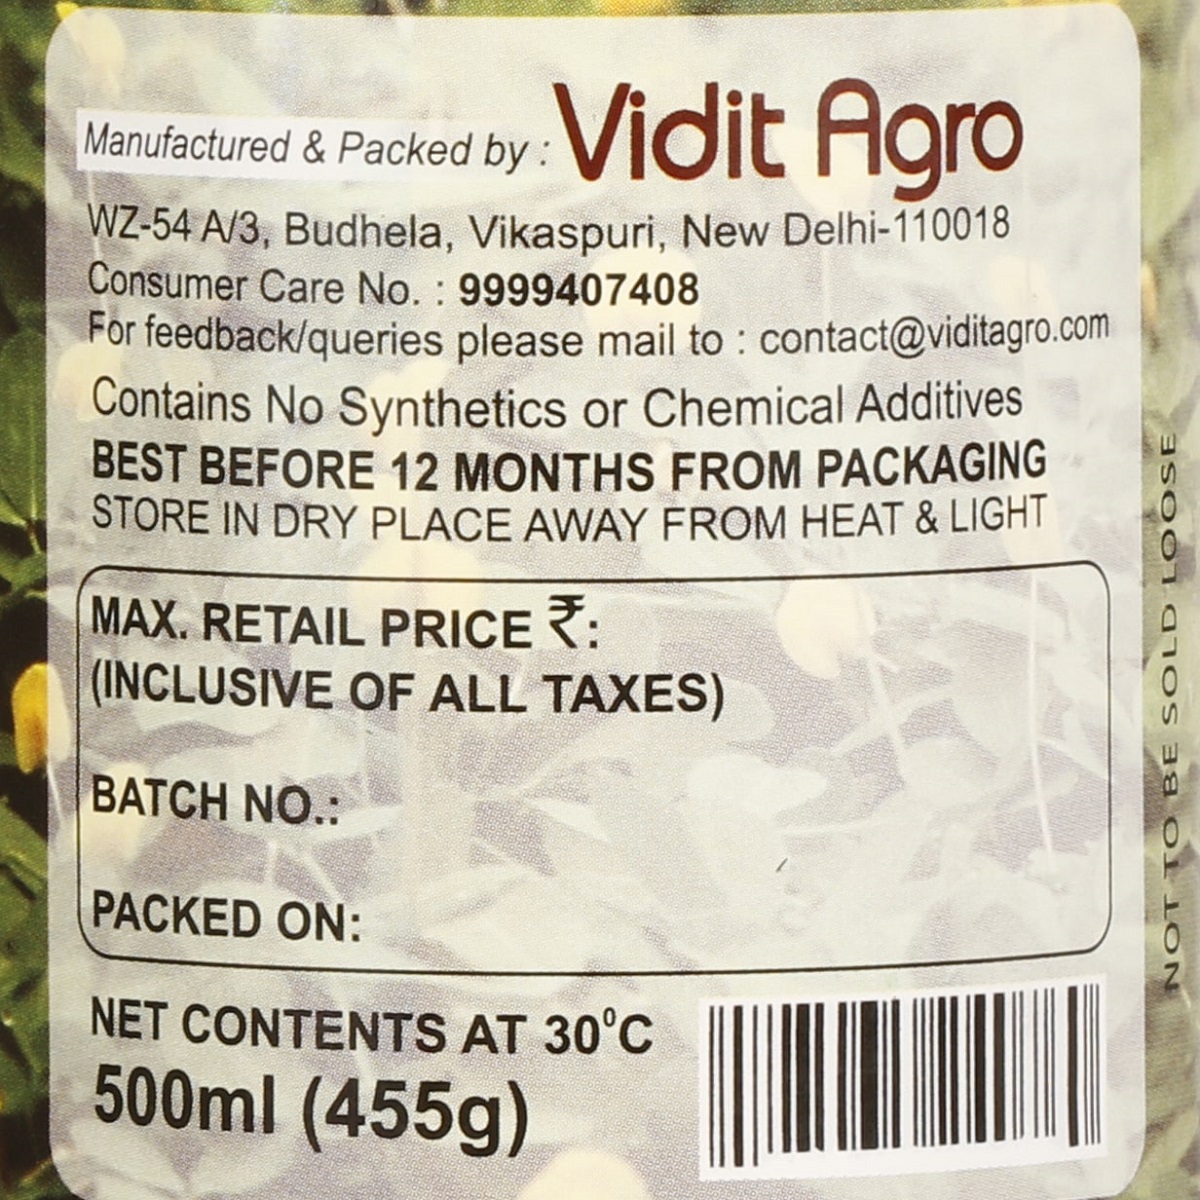 Manufactured & Packed by : Vidit Agro
WZ-54 A/3, Budhela, Vikaspuri, New Delhi-110018
Consumer Care No. : 9999407408
For feedback/queries please mail to : contact@viditagro.com
Contains No Synthetics or Chemical Additives
BEST BEFORE 12 MONTHS FROM PACKAGING
STORE IN DRY PLACE AWAY FROM HEAT & LIGHT
MAX. RETAIL PRICE ₹:
(INCLUSIVE OF ALL TAXES)
BATCH NO.:
PACKED ON:
NET CONTENTS AT 30⁰C
500ml (455g)
NOT TO BE SOLD LOOSE